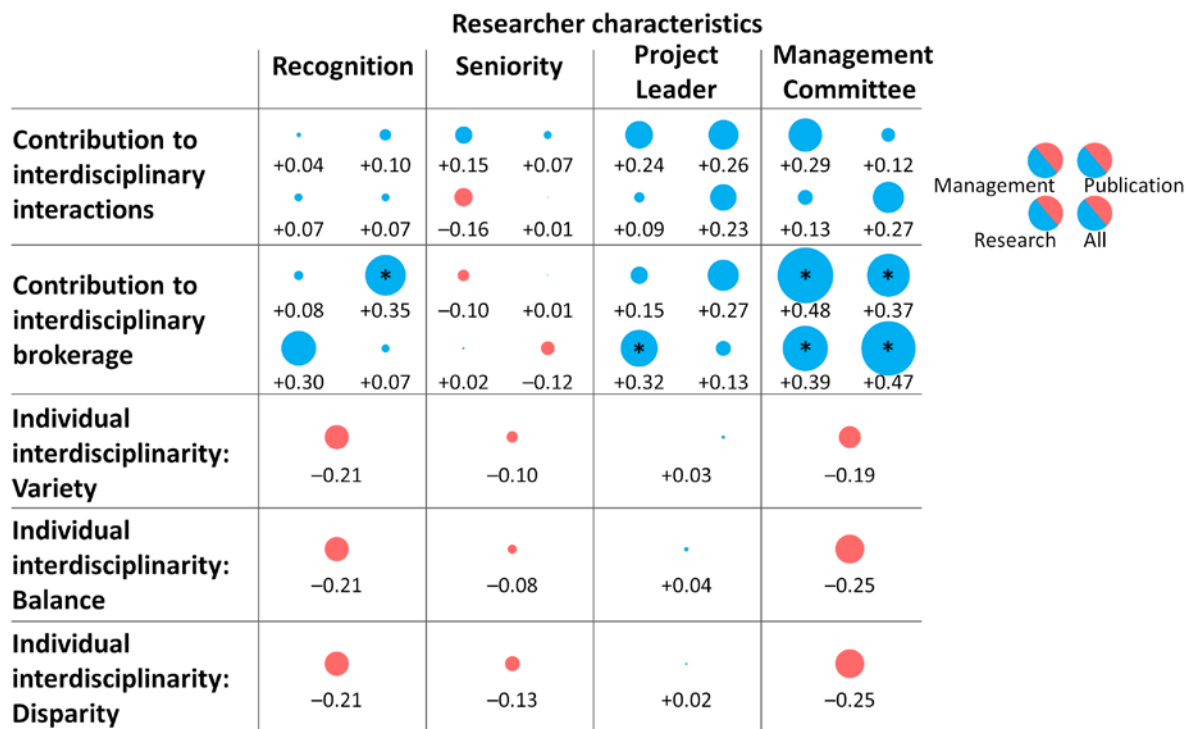 Researcher characteristics
Recognition Seniority Project Leader Management Committee
Contribution to interdisciplinary interactions
+0.04 +0.10 +0.15 +0.07 +0.24 +0.26 +0.29 +0.12
+0.07 +0.07 −0.16 +0.01 +0.09 +0.23 +0.13 +0.27
Management Publication
Research All
Contribution to interdisciplinary brokerage
* * *
+0.08 +0.35 −0.10 +0.01 +0.15 +0.27 +0.48 +0.37
* * *
+0.30 +0.07 +0.02 −0.12 +0.32 +0.13 +0.39 +0.47
Individual interdisciplinarity: Variety
−0.21 −0.10 +0.03 −0.19
Individual interdisciplinarity: Balance
−0.21 −0.08 +0.04 −0.25
Individual interdisciplinarity: Disparity
−0.21 −0.13 +0.02 −0.25